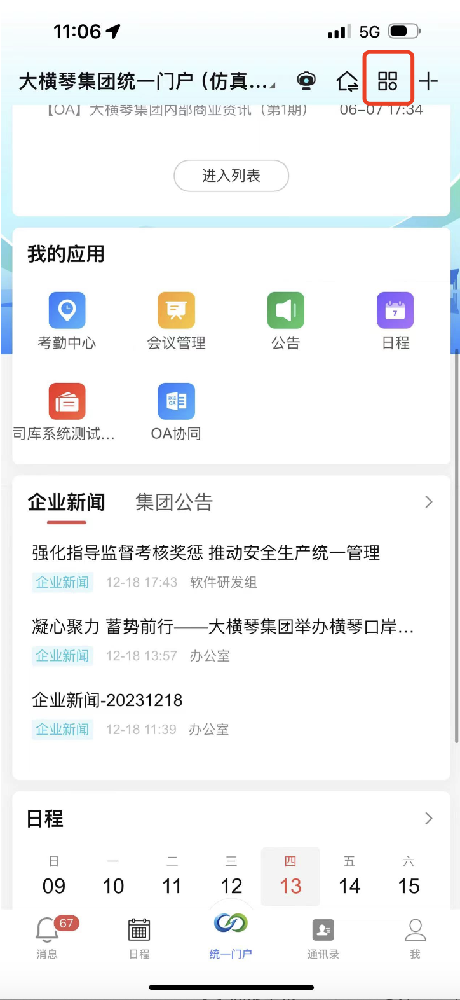 11:06 5G
大横琴集团统一门户（仿真...
【OA】大横琴集团内部商业资讯（第1期） 06-07 17:34
进入列表
我的应用
7
考勤中心 会议管理 公告 日程
致远
OA
司库系统测试... OA协同
企业新闻 集团公告
强化指导监督考核奖惩 推动安全生产统一管理
企业新闻 12-18 17:43 软件研发组
凝心聚力 蓄势前行——大横琴集团举办横琴口岸...
企业新闻 12-18 13:57 办公室
企业新闻-20231218
企业新闻 12-18 11:39 办公室
日程
日 一 二 三 四 五 六
09 10 11 12 13 14 15
67
消息 日程 统一门户 通讯录 我